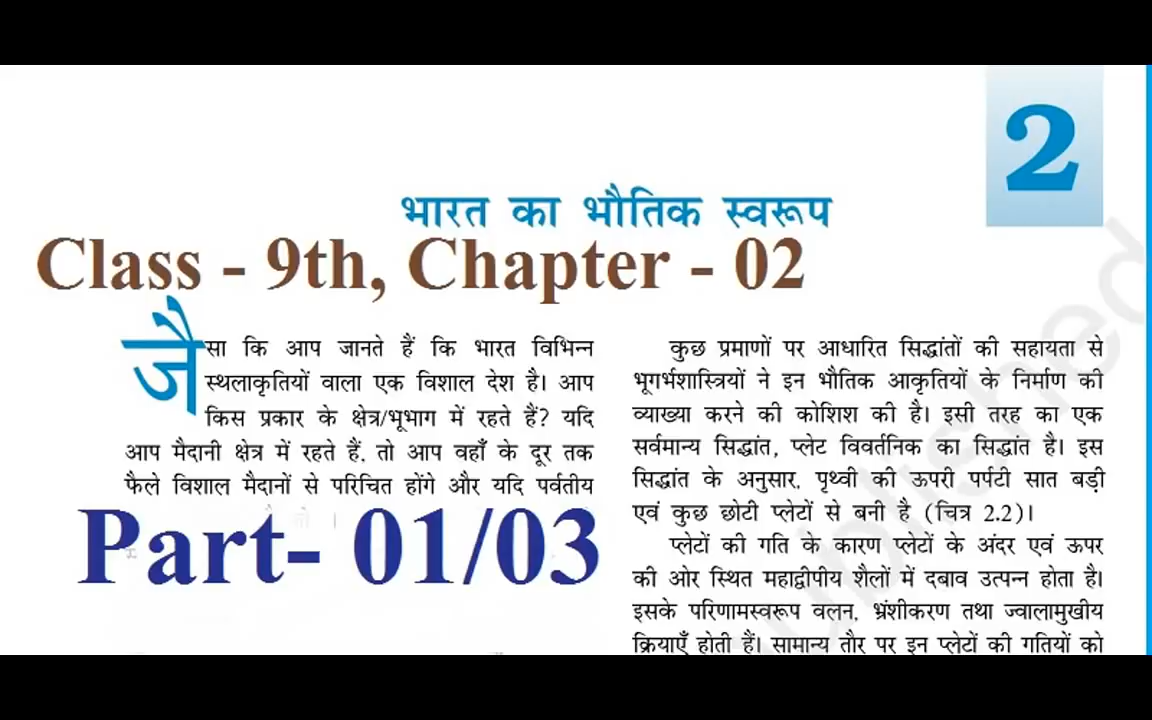 2
भारत का भौतिक स्वरूप
Class - 9th, Chapter - 02
जैसा कि आप जानते हैं कि भारत विभिन्न
स्थलाकृतियों वाला एक विशाल देश है। आप
किस प्रकार के क्षेत्र/भूभाग में रहते हैं? यदि
आप मैदानी क्षेत्र में रहते हैं, तो आप वहाँ के दूर तक
फैले विशाल मैदानों से परिचित होंगे और यदि पर्वतीय
Part- 01/03
कुछ प्रमाणों पर आधारित सिद्धांतों की सहायता से
भूगर्भशास्त्रियों ने इन भौतिक आकृतियों के निर्माण की
व्याख्या करने की कोशिश की है। इसी तरह का एक
सर्वमान्य सिद्धांत, प्लेट विवर्तनिक का सिद्धांत है। इस
सिद्धांत के अनुसार, पृथ्वी की ऊपरी पर्पटी सात बड़ी
एवं कुछ छोटी प्लेटों से बनी है (चित्र 2.2)।
प्लेटों की गति के कारण प्लेटों के अंदर एवं ऊपर
की ओर स्थित महाद्वीपीय शैलों में दबाव उत्पन्न होता है।
इसके परिणामस्वरूप वलन, भ्रंशीकरण तथा ज्वालामुखीय
क्रियाएँ होती हैं। सामान्य तौर पर इन प्लेटों की गतियों को